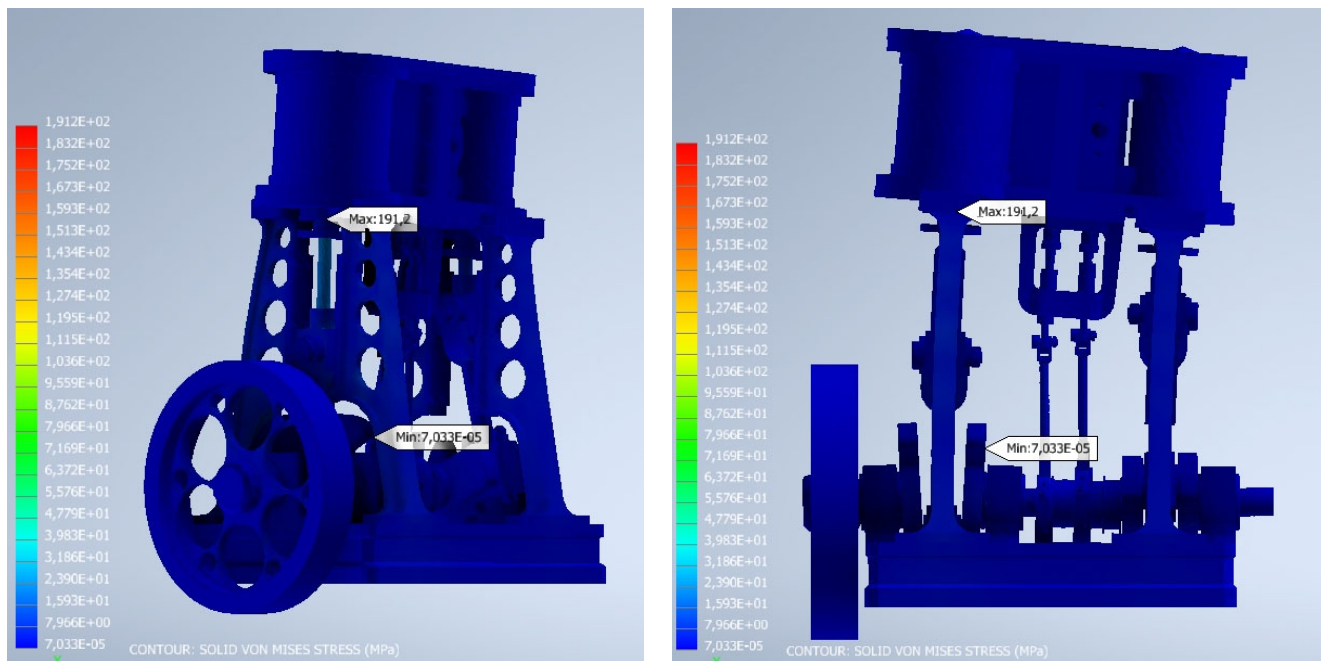 1,912E+02
1,832E+02
1,752E+02
1,673E+02
1,593E+02
1,513E+02
1,434E+02
1,354E+02
1,274E+02
1,195E+02
1,115E+02
1,036E+02
9,559E+01
8,762E+01
7,966E+01
7,169E+01
6,372E+01
5,576E+01
4,779E+01
3,983E+01
3,186E+01
2,390E+01
1,593E+01
7,966E+00
7,033E-05
Max:191,2
Min:7,033E-05
CONTOUR: SOLID VON MISES STRESS (MPa)
1,912E+02
1,832E+02
1,752E+02
1,673E+02
1,593E+02
1,513E+02
1,434E+02
1,354E+02
1,274E+02
1,195E+02
1,115E+02
1,036E+02
9,559E+01
8,762E+01
7,966E+01
7,169E+01
6,372E+01
5,576E+01
4,779E+01
3,983E+01
3,186E+01
2,390E+01
1,593E+01
7,966E+00
7,033E-05
Max:191,2
Min:7,033E-05
CONTOUR: SOLID VON MISES STRESS (MPa)